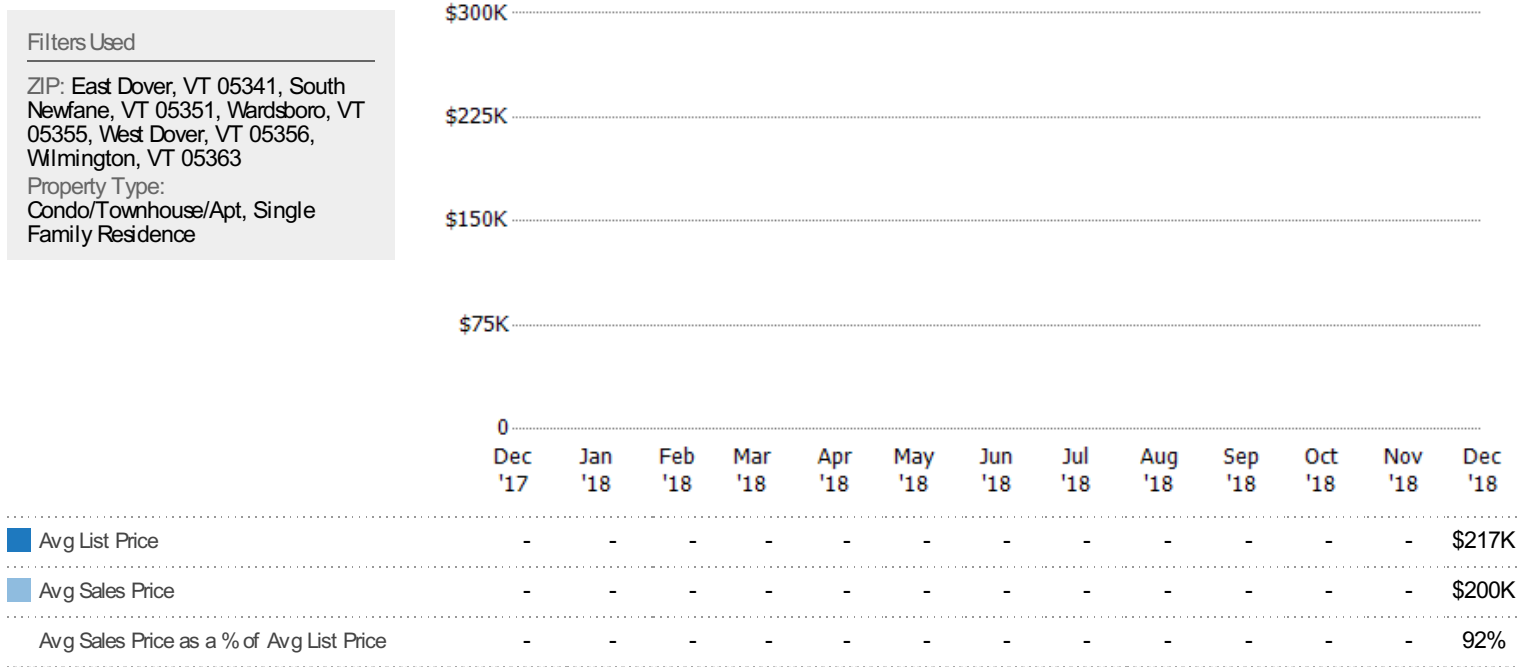 Filters Used
ZIP: East Dover, VT 05341, South
Newfane, VT 05351, Wardsboro, VT
05355, West Dover, VT 05356,
Wilmington, VT 05363
Property Type:
Condo/Townhouse/Apt, Single
Family Residence
$300K
$225K
$150K
$75K
0
Dec Jan Feb Mar Apr May Jun Jul Aug Sep Oct Nov Dec
'17 '18 '18 '18 '18 '18 '18 '18 '18 '18 '18 '18 '18
Avg List Price - - - - - - - - - - - - $217K
Avg Sales Price - - - - - - - - - - - - $200K
Avg Sales Price as a % of Avg List Price - - - - - - - - - - - - 92%